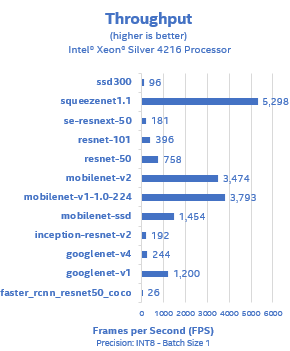 Throughput
(higher is better)
Intel® Xeon® Silver 4216 Processor
ssd300 96
squeezenet1.1 5,298
se-resnext-50 181
resnet-101 396
resnet-50 758
mobilenet-v2 3,474
mobilenet-v1-1.0-224 3,793
mobilenet-ssd 1,454
inception-resnet-v2 192
googlenet-v4 244
googlenet-v1 1,200
faster_rcnn_resnet50_coco 26
0 1000 2000 3000 4000 5000 6000
Frames per Second (FPS)
Precision: INT8 - Batch Size 1